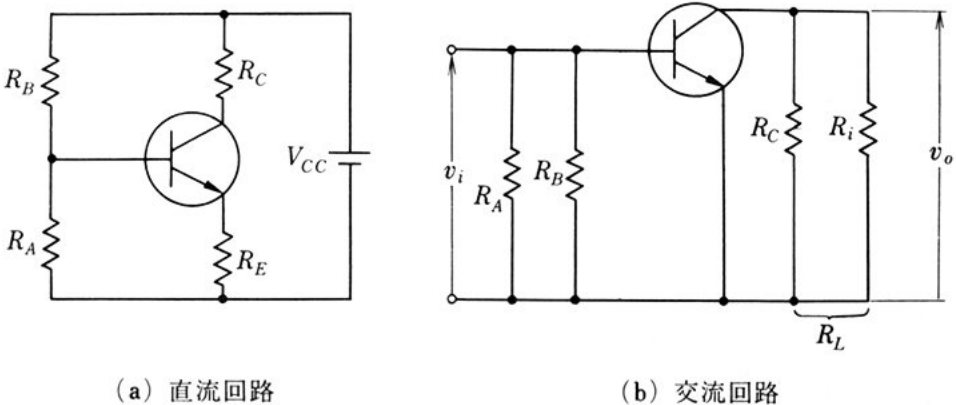 R_B
R_C
V_CC
R_A
R_E
(a) 直流回路
v_i
R_A
R_B
R_C
R_i
v_o
R_L
(b) 交流回路